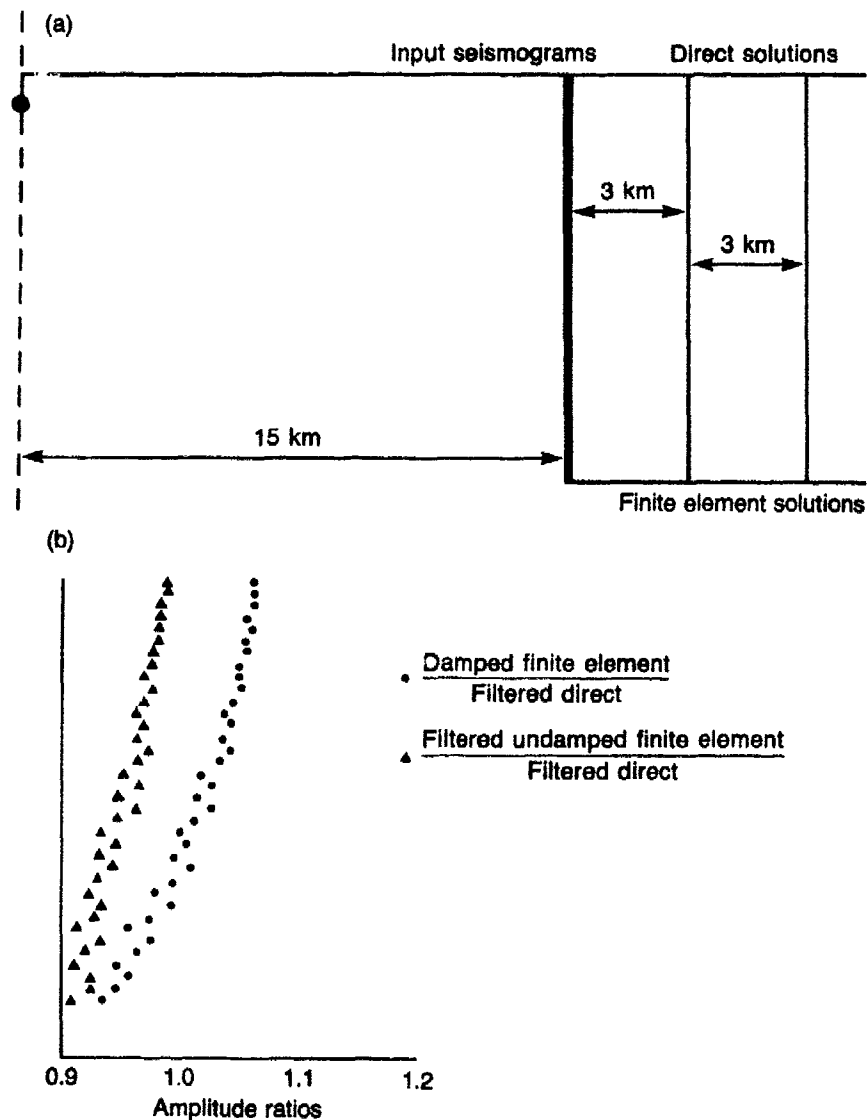 (a)
Input seismograms
Direct solutions
3 km
3 km
15 km
Finite element solutions
(b)
Damped finite element
Filtered direct
Filtered undamped finite element
Filtered direct
0.9 1.0 1.1 1.2
Amplitude ratios